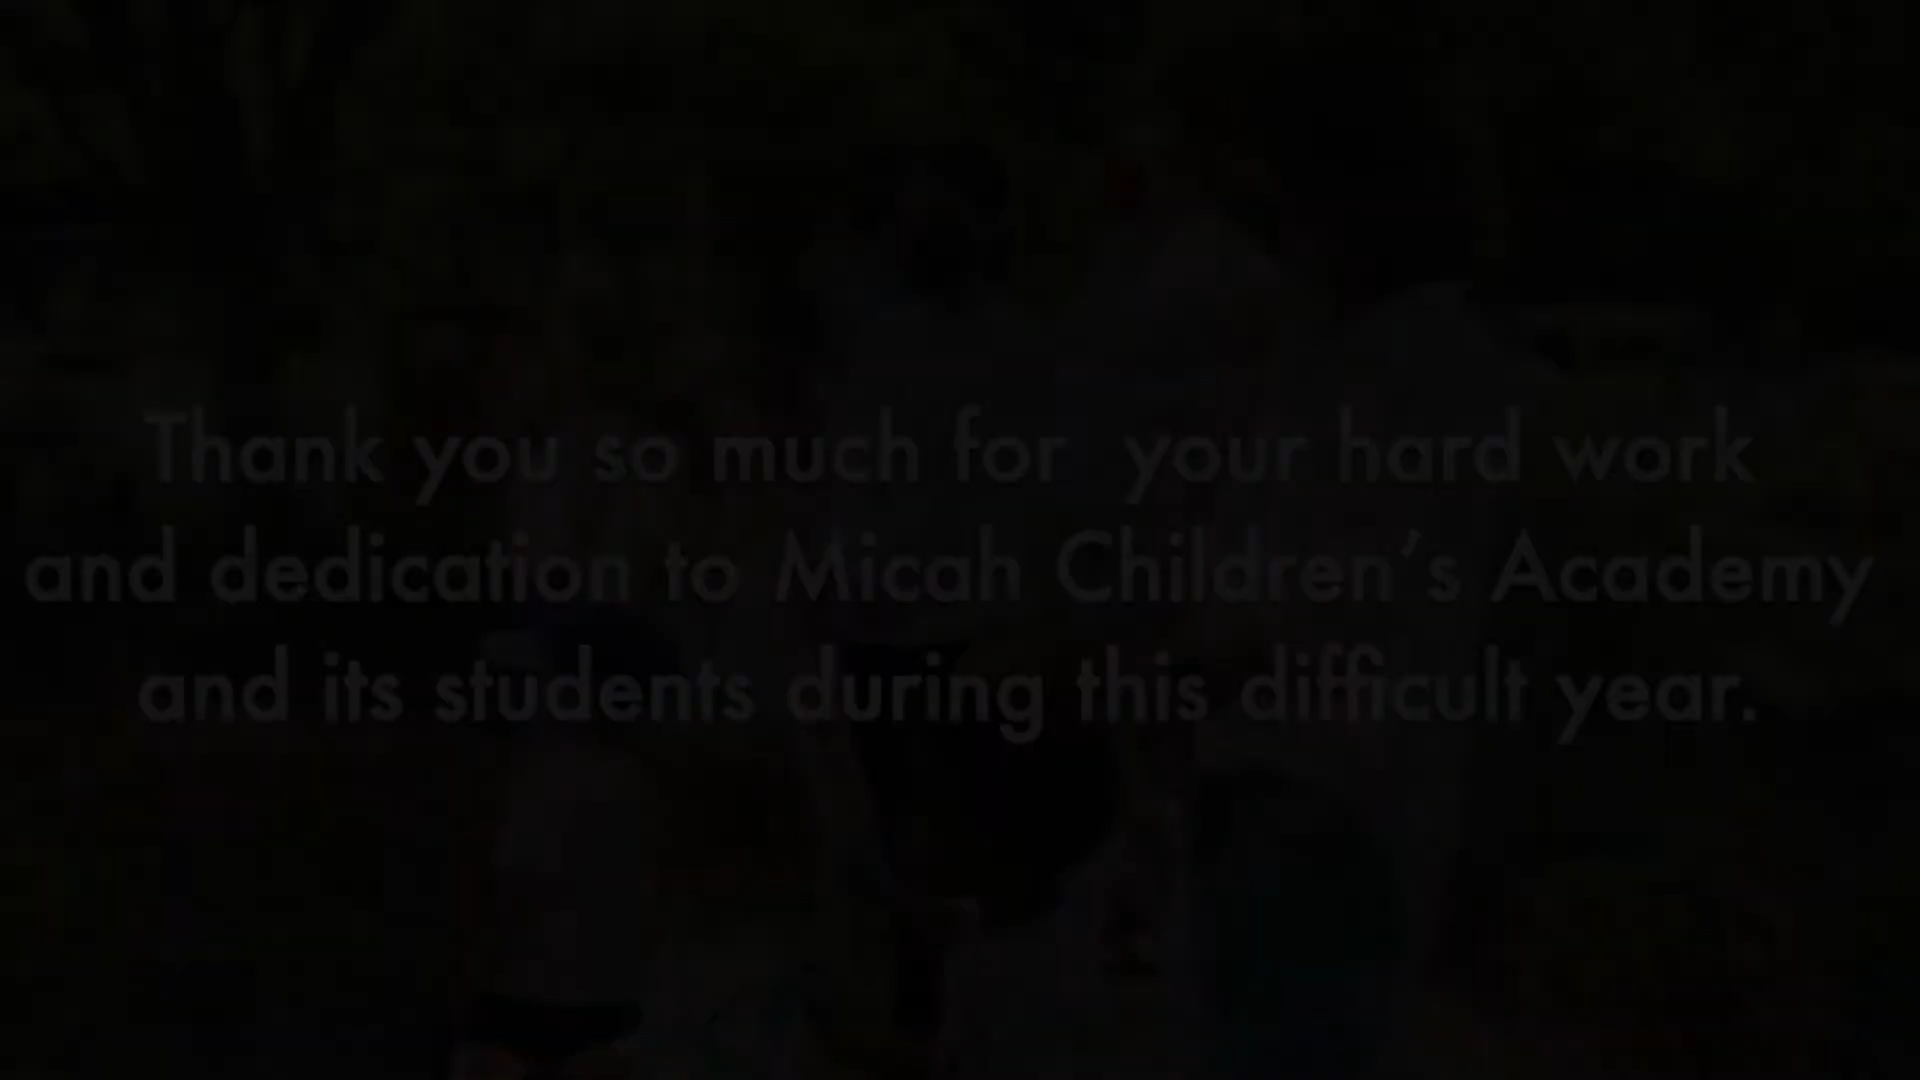 Thank you so much for  your hard work
and dedication to Micah Children’s Academy
and its students during this difficult year.